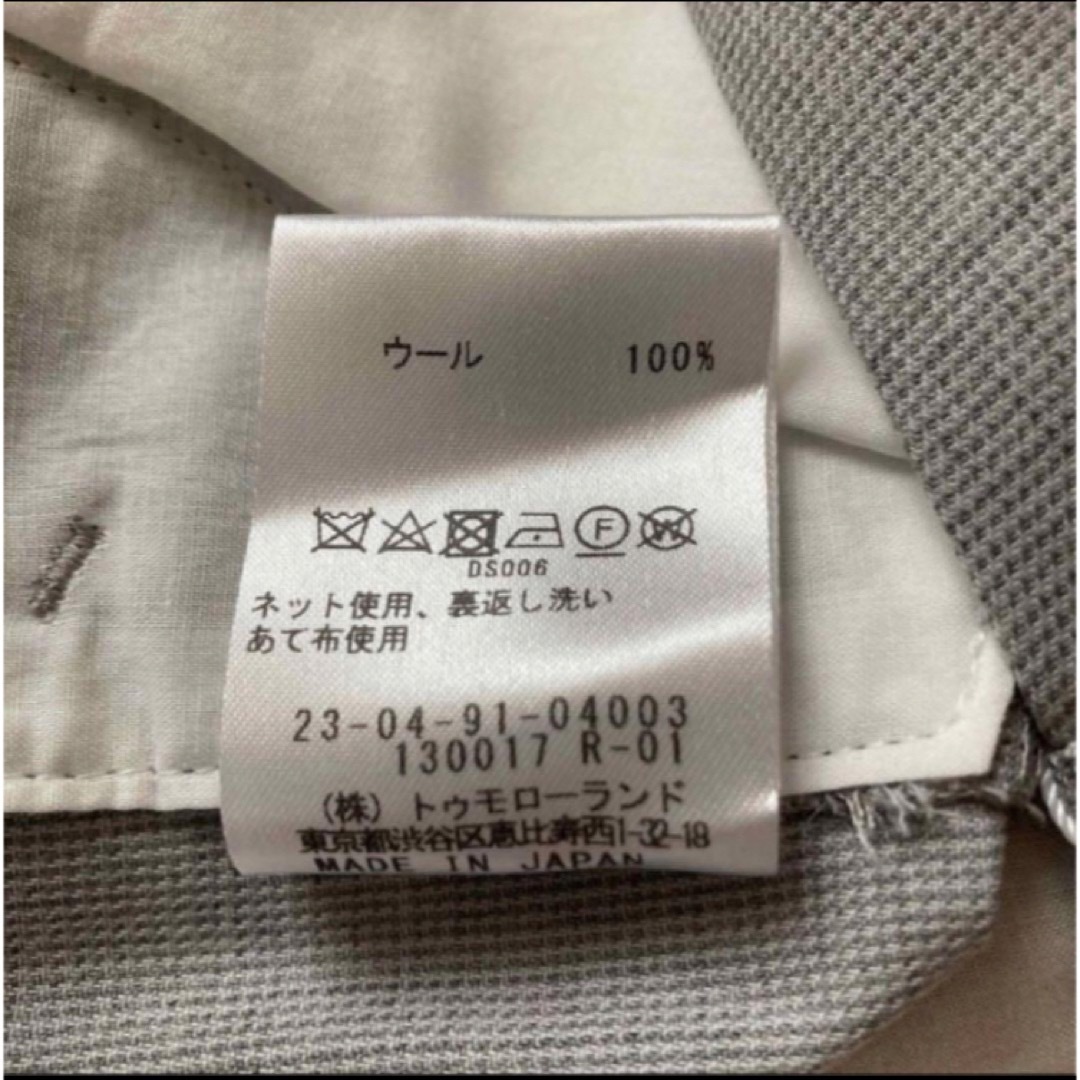 ウール 100%
F W
DS006
ネット使用、裏返し洗い
あて布使用
23-04-91-04003
130017 R-01
(株) トゥモローランド
東京都渋谷区恵比寿西1-32-18
MADE IN JAPAN